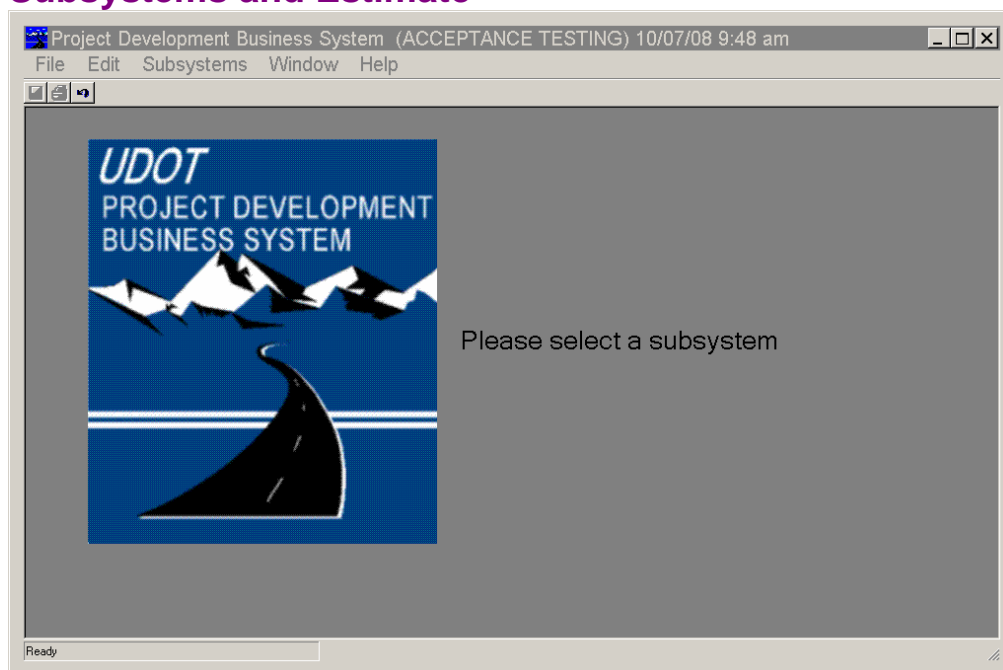 Subsystems and Estimate
Project Development Business System (ACCEPTANCE TESTING) 10/07/08 9:48 am
File Edit Subsystems Window Help
UDOT
PROJECT DEVELOPMENT
BUSINESS SYSTEM
Please select a subsystem
Ready